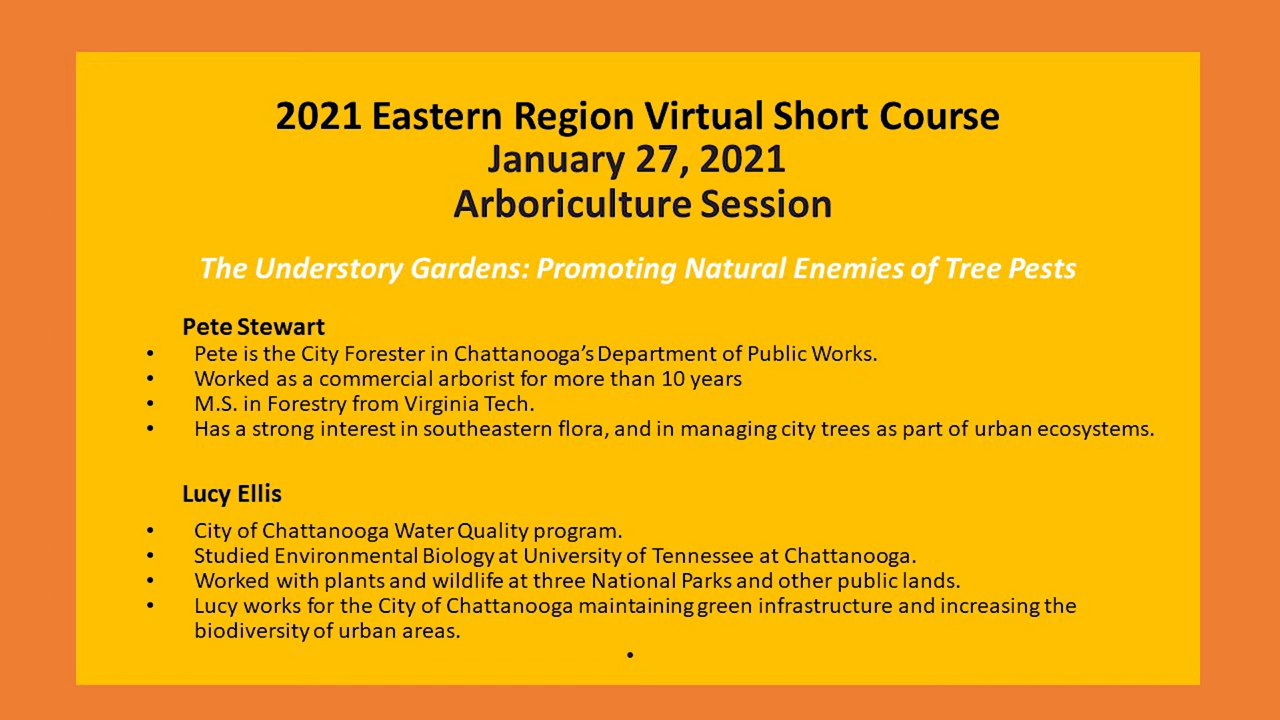 2021 Eastern Region Virtual Short Course
January 27, 2021
Arboriculture Session
The Understory Gardens: Promoting Natural Enemies of Tree Pests
Pete Stewart
• Pete is the City Forester in Chattanooga's Department of Public Works.
• Worked as a commercial arborist for more than 10 years
• M.S. in Forestry from Virginia Tech.
• Has a strong interest in southeastern flora, and in managing city trees as part of urban ecosystems.
Lucy Ellis
• City of Chattanooga Water Quality program.
• Studied Environmental Biology at University of Tennessee at Chattanooga.
• Worked with plants and wildlife at three National Parks and other public lands.
• Lucy works for the City of Chattanooga maintaining green infrastructure and increasing the
biodiversity of urban areas.
•